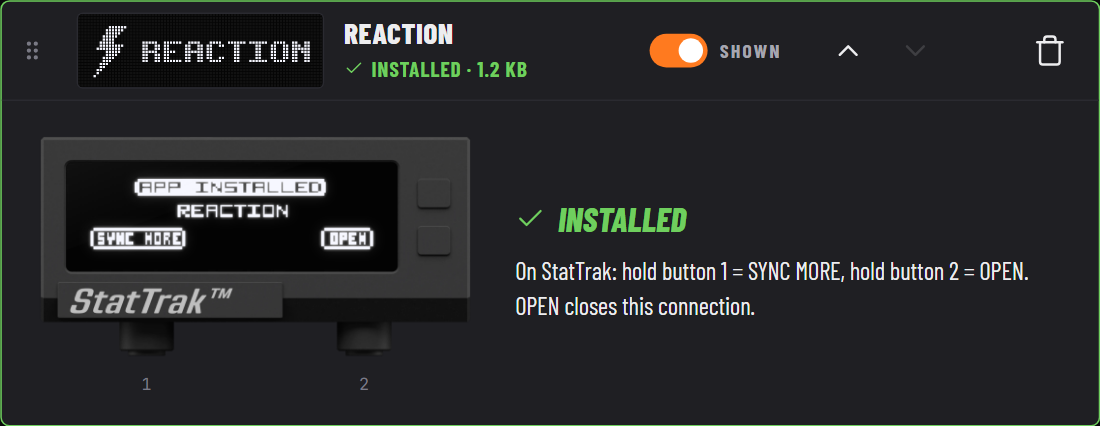 REACTION
REACTION
INSTALLED · 1.2 KB
SHOWN
APP INSTALLED
REACTION
SYNC MORE
OPEN
StatTrak™
1
2
INSTALLED
On StatTrak: hold button 1 = SYNC MORE, hold button 2 = OPEN.
OPEN closes this connection.